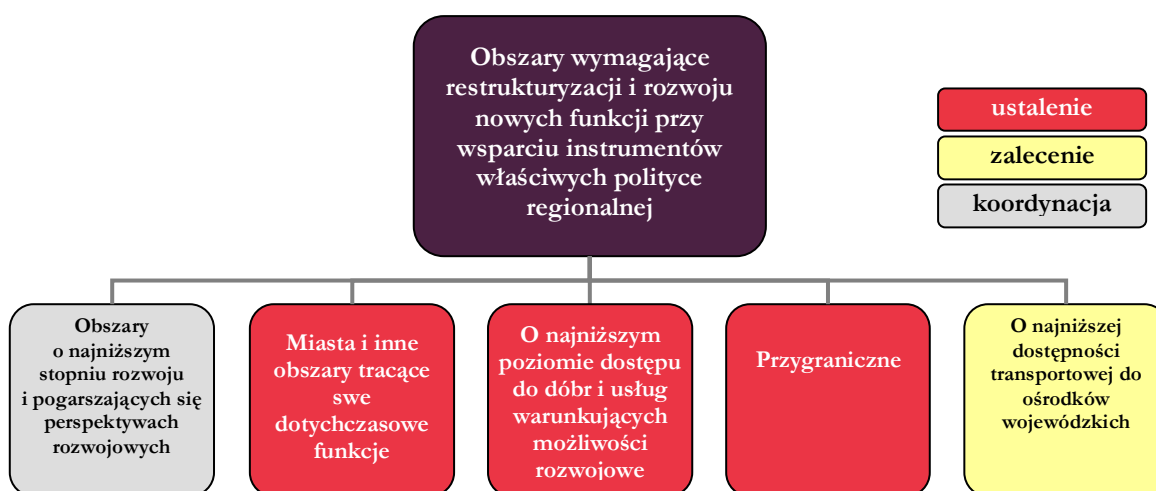 Obszary wymagające
restrukturyzacji i rozwoju
nowych funkcji przy
wsparciu instrumentów
właściwych polityce
regionalnej
ustalenie
zalecenie
koordynacja
Obszary
o najniższym
stopniu rozwoju
i pogarszających się
perspektywach
rozwojowych
Miasta i inne
obszary tracące
swe
dotychczasowe
funkcje
O najniższym
poziomie dostępu
do dóbr i usług
warunkujących
możliwości
rozwojowe
Przygraniczne
O najniższej
dostępności
transportowej do
ośrodków
wojewódzkich